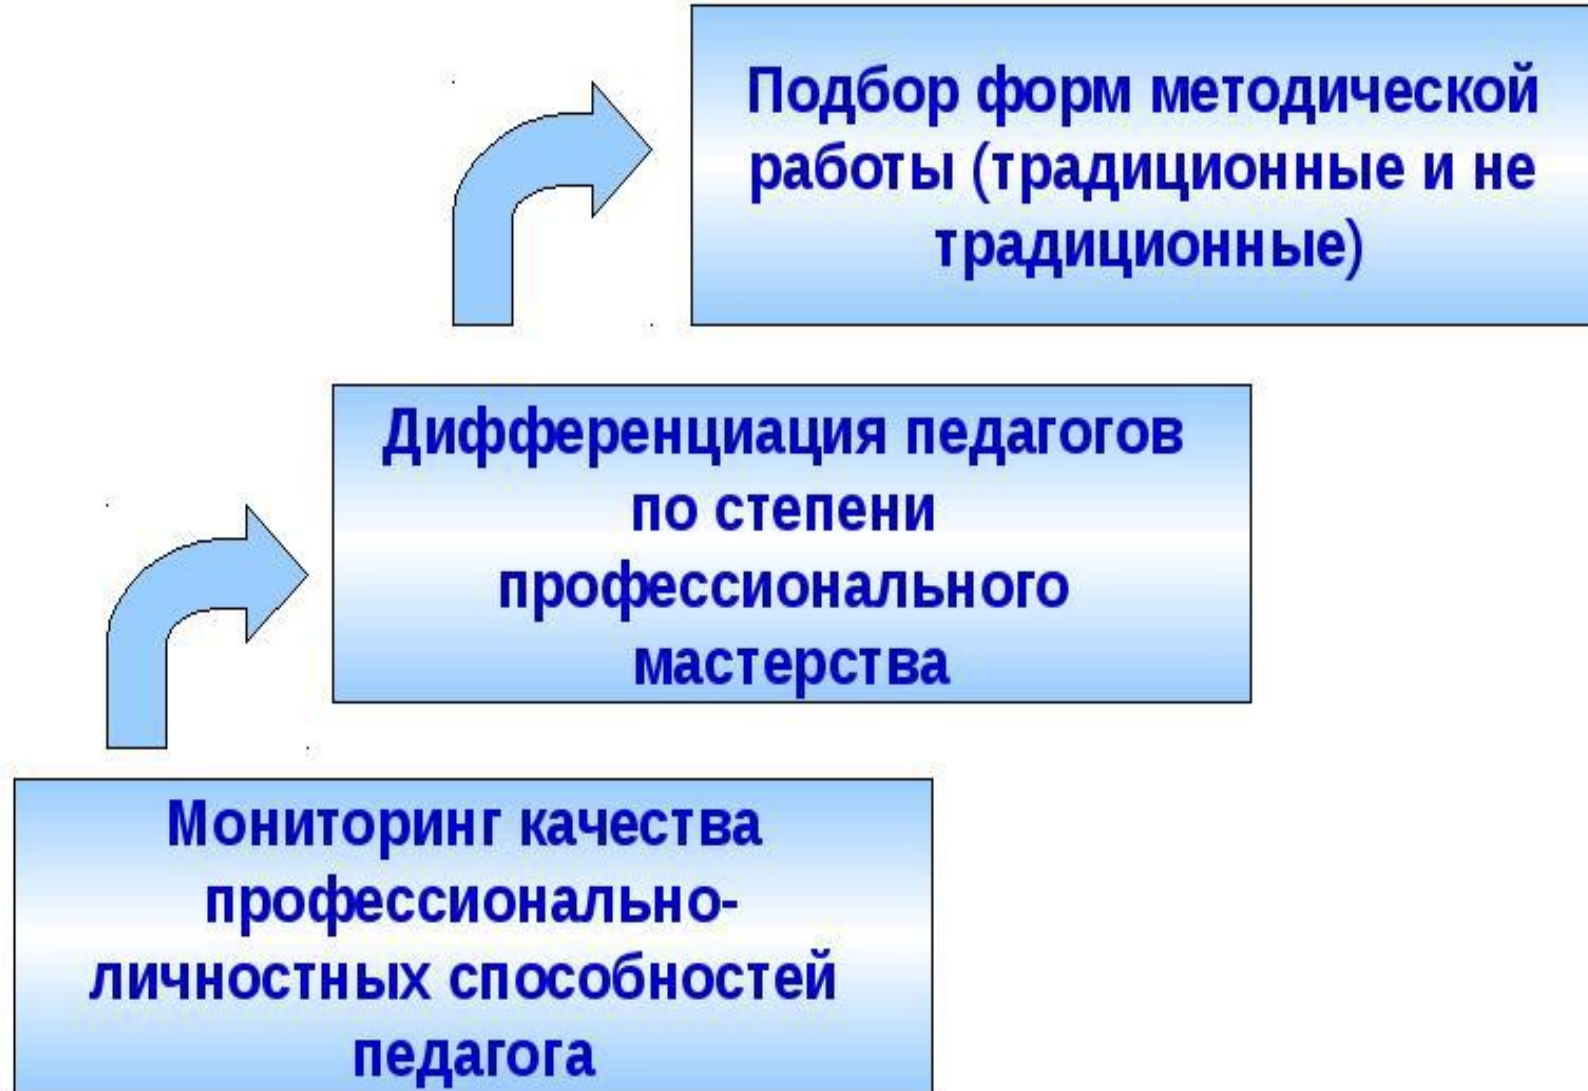 Подбор форм методической
работы (традиционные и не
традиционные)
Дифференциация педагогов
по степени
профессионального
мастерства
Мониторинг качества
профессионально-
личностных способностей
педагога